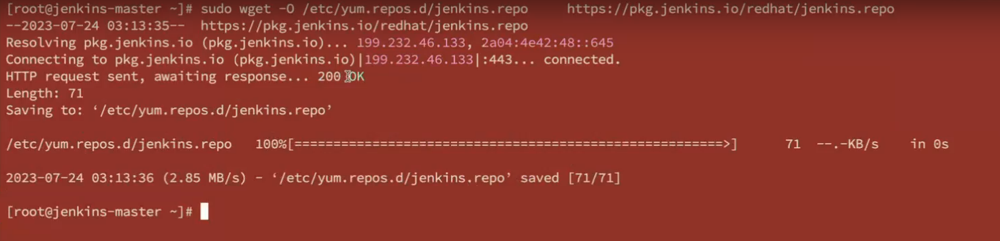 [root@jenkins-master ~]# sudo wget -O /etc/yum.repos.d/jenkins.repo     https://pkg.jenkins.io/redhat/jenkins.repo
--2023-07-24 03:13:35--  https://pkg.jenkins.io/redhat/jenkins.repo
Resolving pkg.jenkins.io (pkg.jenkins.io)... 199.232.46.133, 2a04:4e42:48::645
Connecting to pkg.jenkins.io (pkg.jenkins.io)|199.232.46.133|:443... connected.
HTTP request sent, awaiting response... 200 OK
Length: 71
Saving to: ‘/etc/yum.repos.d/jenkins.repo’
/etc/yum.repos.d/jenkins.repo   100%[=======================================================>]      71  --.-KB/s    in 0s
2023-07-24 03:13:36 (2.85 MB/s) - ‘/etc/yum.repos.d/jenkins.repo’ saved [71/71]
[root@jenkins-master ~]#